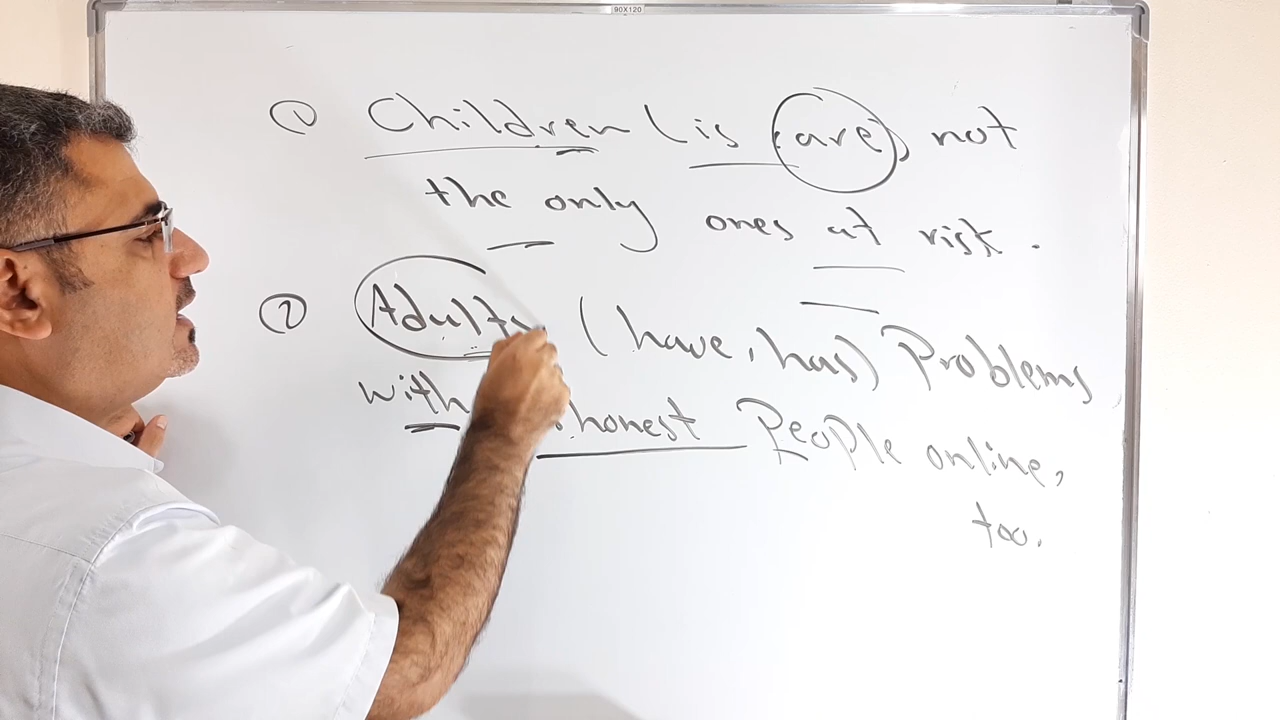 90X120
① Children (is are) not
the only ones at risk.
② Adults (have, has) Problems
with honest People online,
too.